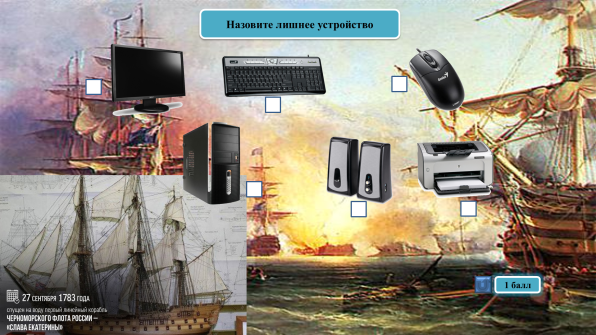 Назовите лишнее устройство
1 балл
27 СЕНТЯБРЯ 1783 ГОДА
спущен на воду первый линейный корабль
ЧЕРНОМОРСКОГО ФЛОТА РОССИИ –
«СЛАВА ЕКАТЕРИНЫ»